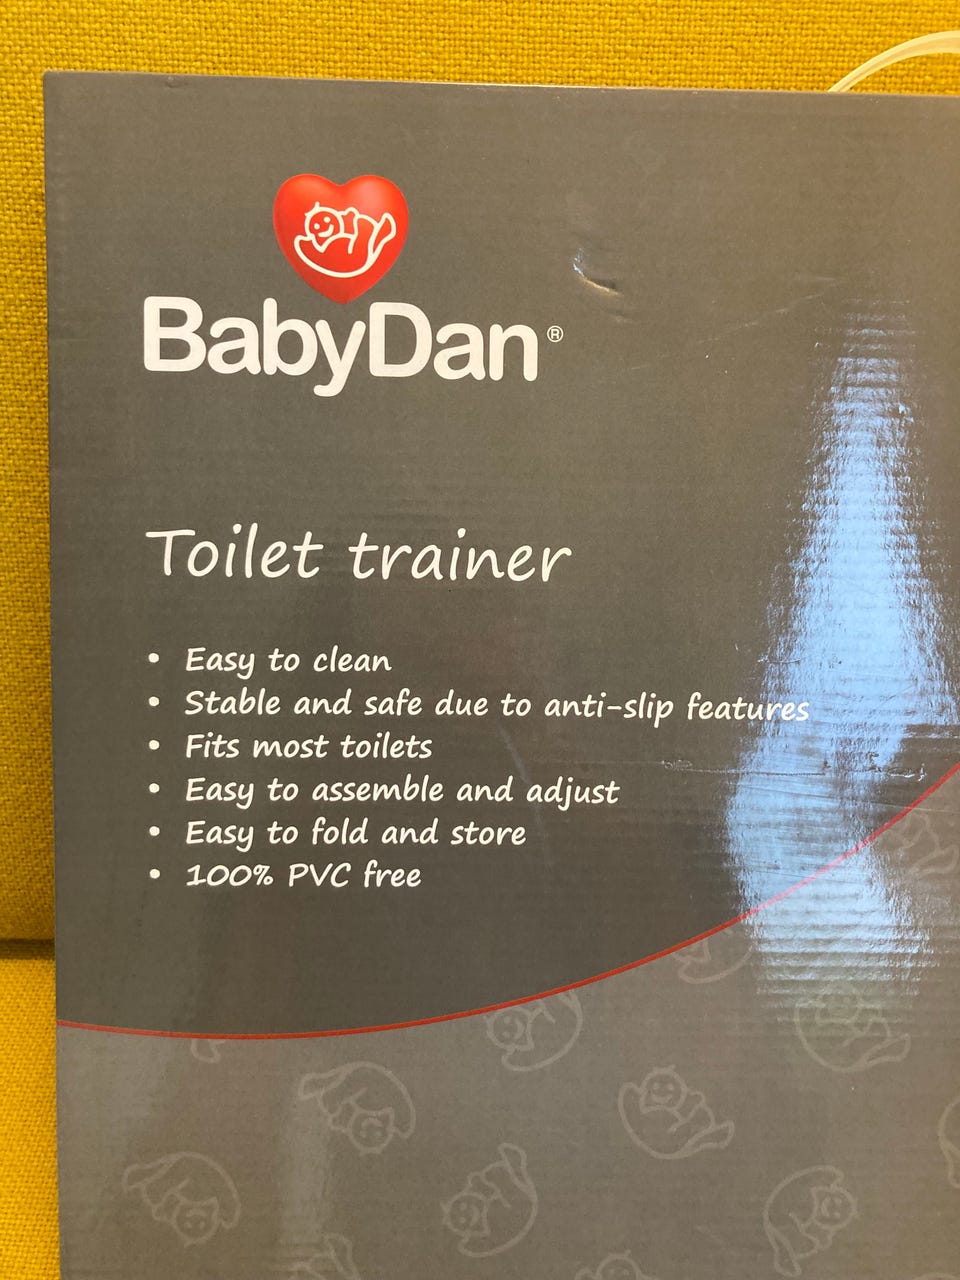 BabyDan®
Toilet trainer
• Easy to clean
• Stable and safe due to anti-slip features
• Fits most toilets
• Easy to assemble and adjust
• Easy to fold and store
• 100% PVC free